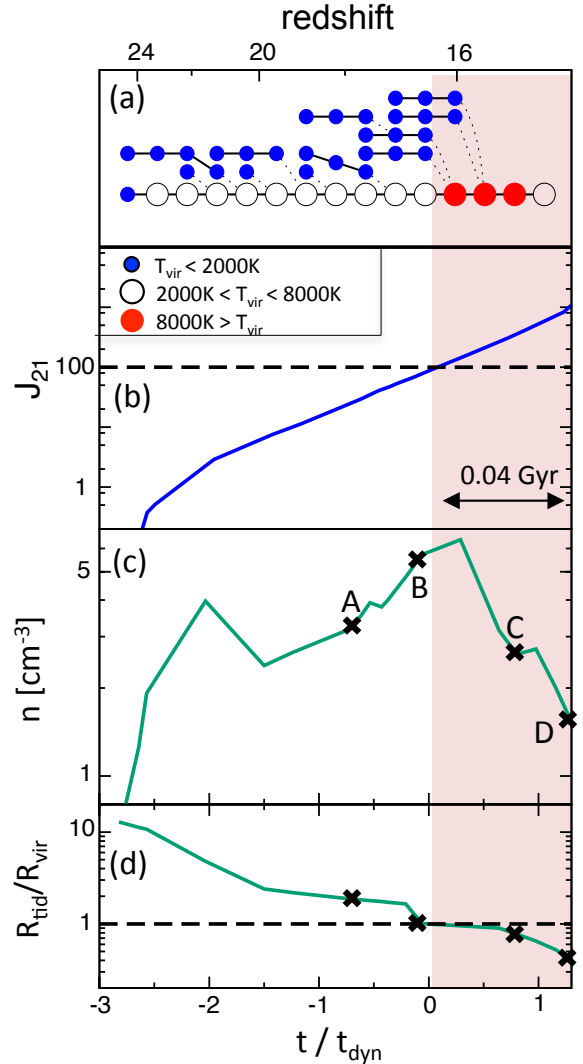 redshift
24 20 16
(a)
T_vir < 2000K
2000K < T_vir < 8000K
8000K > T_vir
J_21
100
1
(b)
0.04 Gyr
(c)
n [cm^-3]
5
1
A
B
C
D
(d)
R_tid/R_vir
10
1
-3 -2 -1 0 1
t / t_dyn